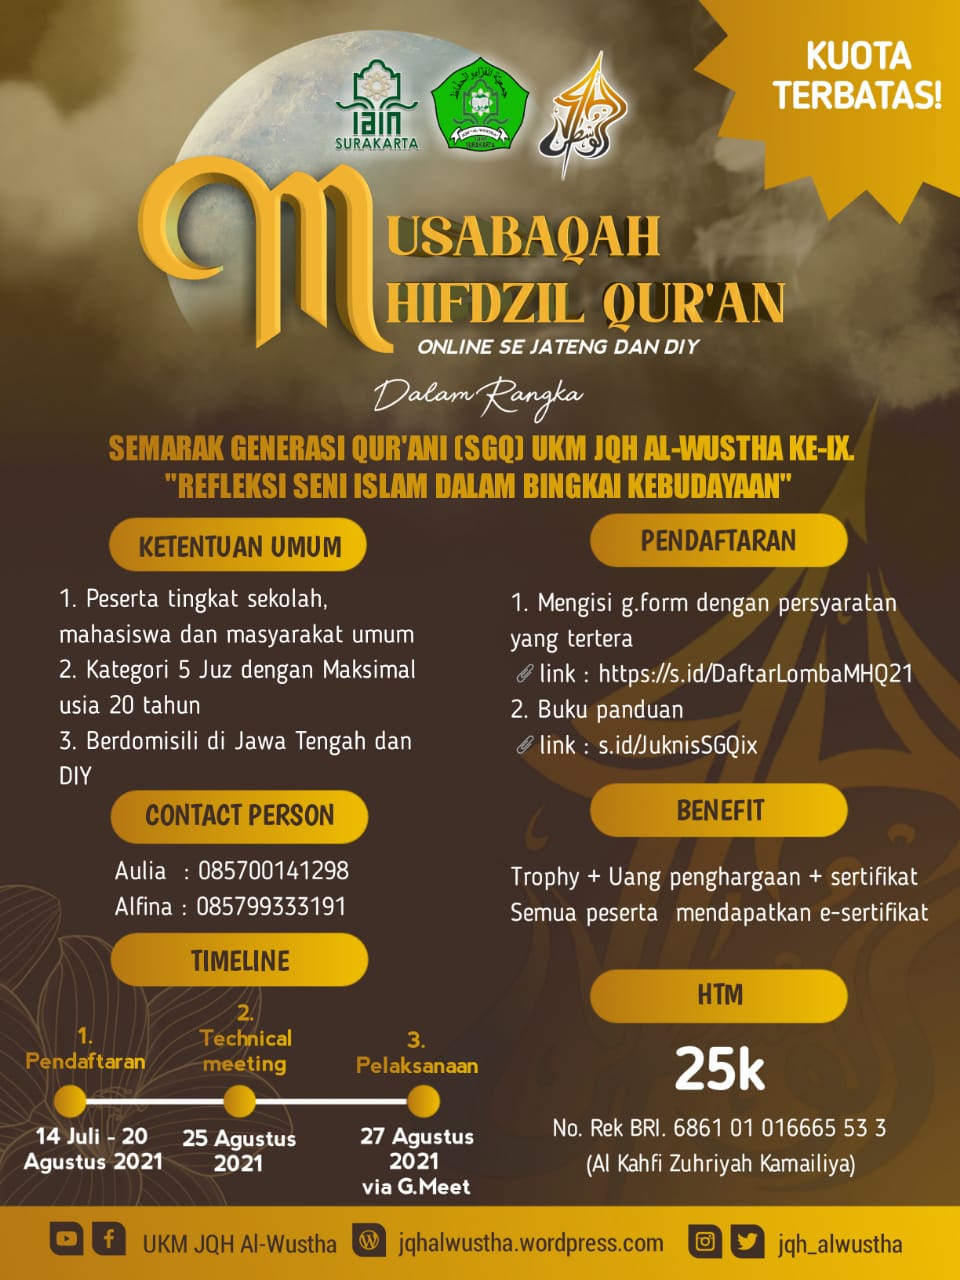 KUOTA
TERBATAS!
iain
SURAKARTA
JQH AL-WUSTHA
SURAKARTA
MUSABAQAH
HIFDZIL QUR'AN
ONLINE SE JATENG DAN DIY
Dalam Rangka
SEMARAK GENERASI QUR'ANI (SGQ) UKM JQH AL-WUSTHA KE-IX.
"REFLEKSI SENI ISLAM DALAM BINGKAI KEBUDAYAAN"
KETENTUAN UMUM
1. Peserta tingkat sekolah,
mahasiswa dan masyarakat umum
2. Kategori 5 Juz dengan Maksimal
usia 20 tahun
3. Berdomisili di Jawa Tengah dan
DIY
CONTACT PERSON
Aulia : 085700141298
Alfina : 085799333191
TIMELINE
1.
Pendaftaran
14 Juli - 20
Agustus 2021
2.
Technical
meeting
25 Agustus
2021
3.
Pelaksanaan
27 Agustus
2021
via G.Meet
PENDAFTARAN
1. Mengisi g.form dengan persyaratan
yang tertera
link : https://s.id/DaftarLombaMHQ21
2. Buku panduan
link : s.id/JuknisSGQix
BENEFIT
Trophy + Uang penghargaan + sertifikat
Semua peserta mendapatkan e-sertifikat
HTM
25k
No. Rek BRI. 6861 01 016665 53 3
(Al Kahfi Zuhriyah Kamailiya)
UKM JQH Al-Wustha
jqhalwustha.wordpress.com
jqh_alwustha